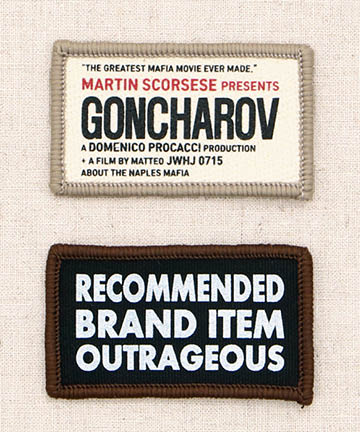 "THE GREATEST MAFIA MOVIE EVER MADE."
MARTIN SCORSESE PRESENTS
GONCHAROV
A DOMENICO PROCACCI PRODUCTION
+ A FILM BY MATTEO JWHJ 0715
ABOUT THE NAPLES MAFIA
RECOMMENDED
BRAND ITEM
OUTRAGEOUS